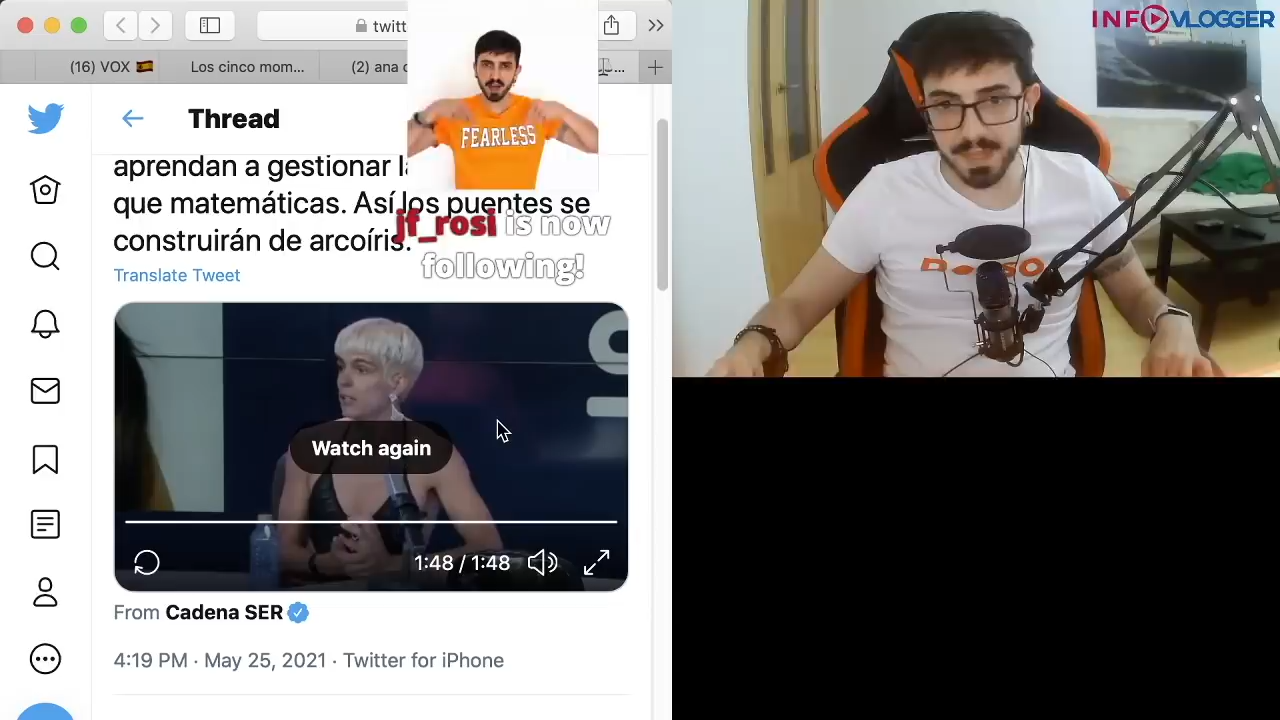 twitt
(16) VOX 🇪🇸
Los cinco mom...
(2) ana c
Thread
aprendan a gestionar l
que matemáticas. Así los puentes se
construirán de arcoíris.
Translate Tweet
FEARLESS
jf_rosi is now
following!
Watch again
1:48 / 1:48
From Cadena SER
4:19 PM · May 25, 2021 · Twitter for iPhone
INFOVLOGGER